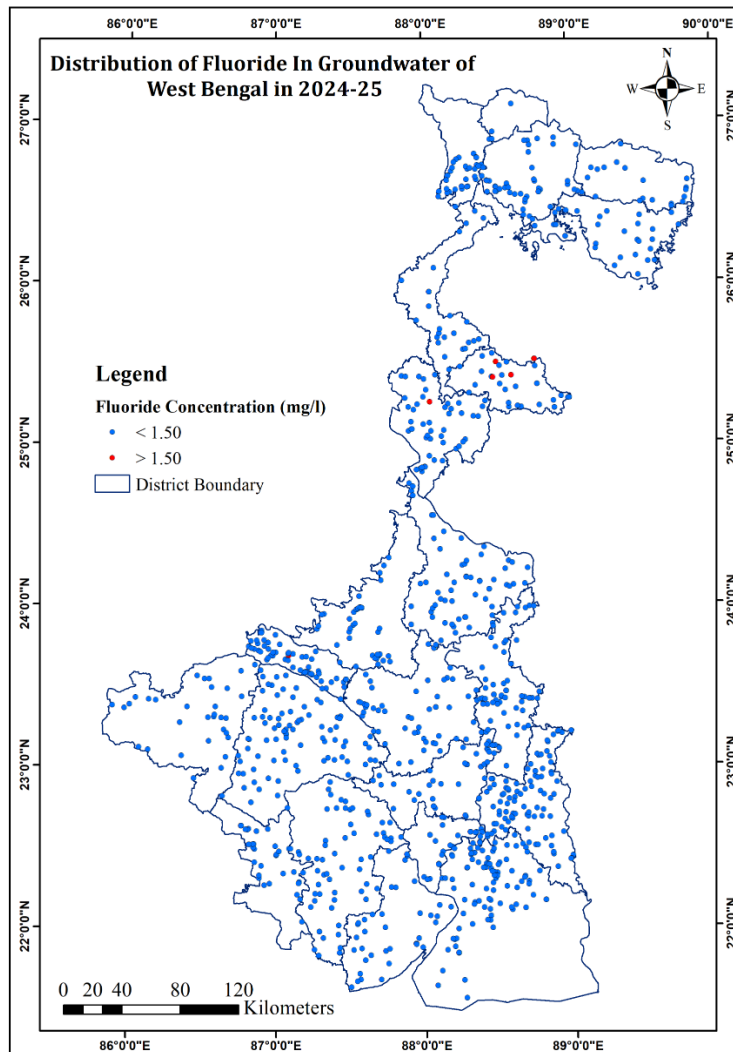 86°0'0"E 87°0'0"E 88°0'0"E 89°0'0"E 90°0'0"E
Distribution of Fluoride In Groundwater of
West Bengal in 2024-25
N
W E
S
27°0'0"N 27°0'0"N
26°0'0"N 26°0'0"N
Legend
Fluoride Concentration (mg/l)
< 1.50
> 1.50
District Boundary
25°0'0"N 25°0'0"N
24°0'0"N 24°0'0"N
23°0'0"N 23°0'0"N
22°0'0"N 22°0'0"N
0 20 40 80 120
Kilometers
86°0'0"E 87°0'0"E 88°0'0"E 89°0'0"E